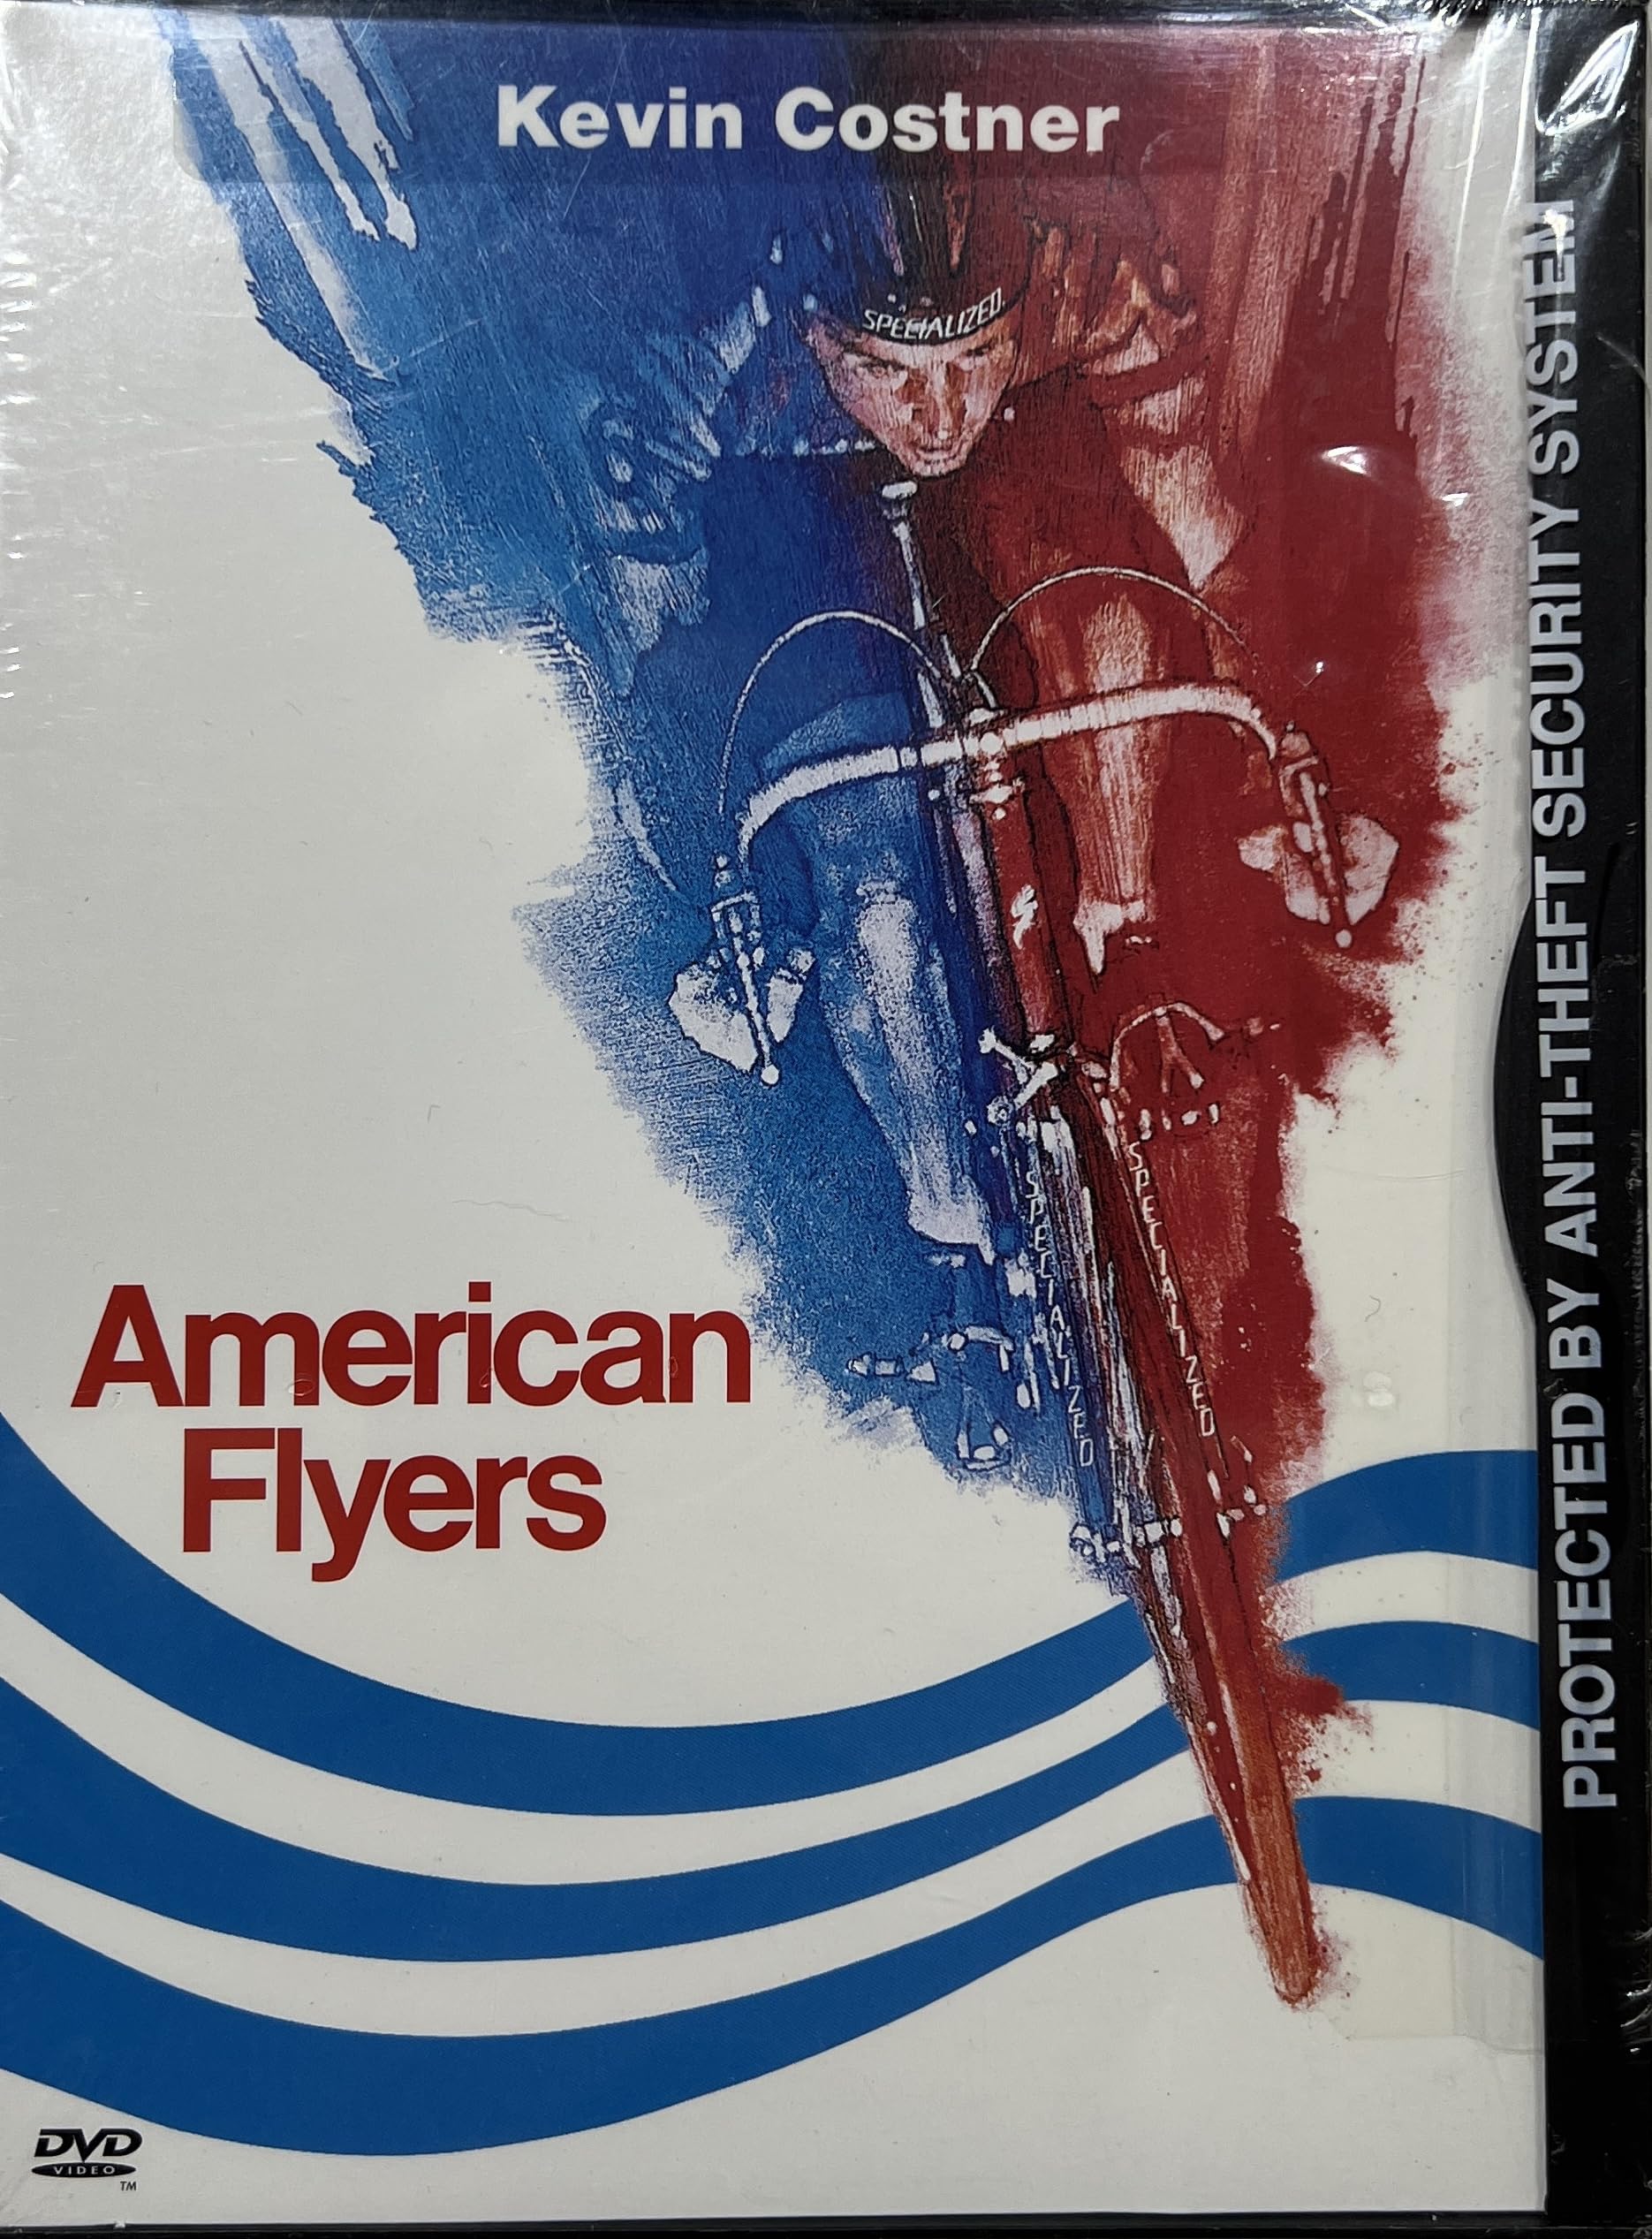 Kevin Costner
SPECIALIZED
SPECIALIZED
SPECIALIZED
American
Flyers
DVD
VIDEO
TM
PROTECTED BY ANTI-THEFT SECURITY SYSTEM